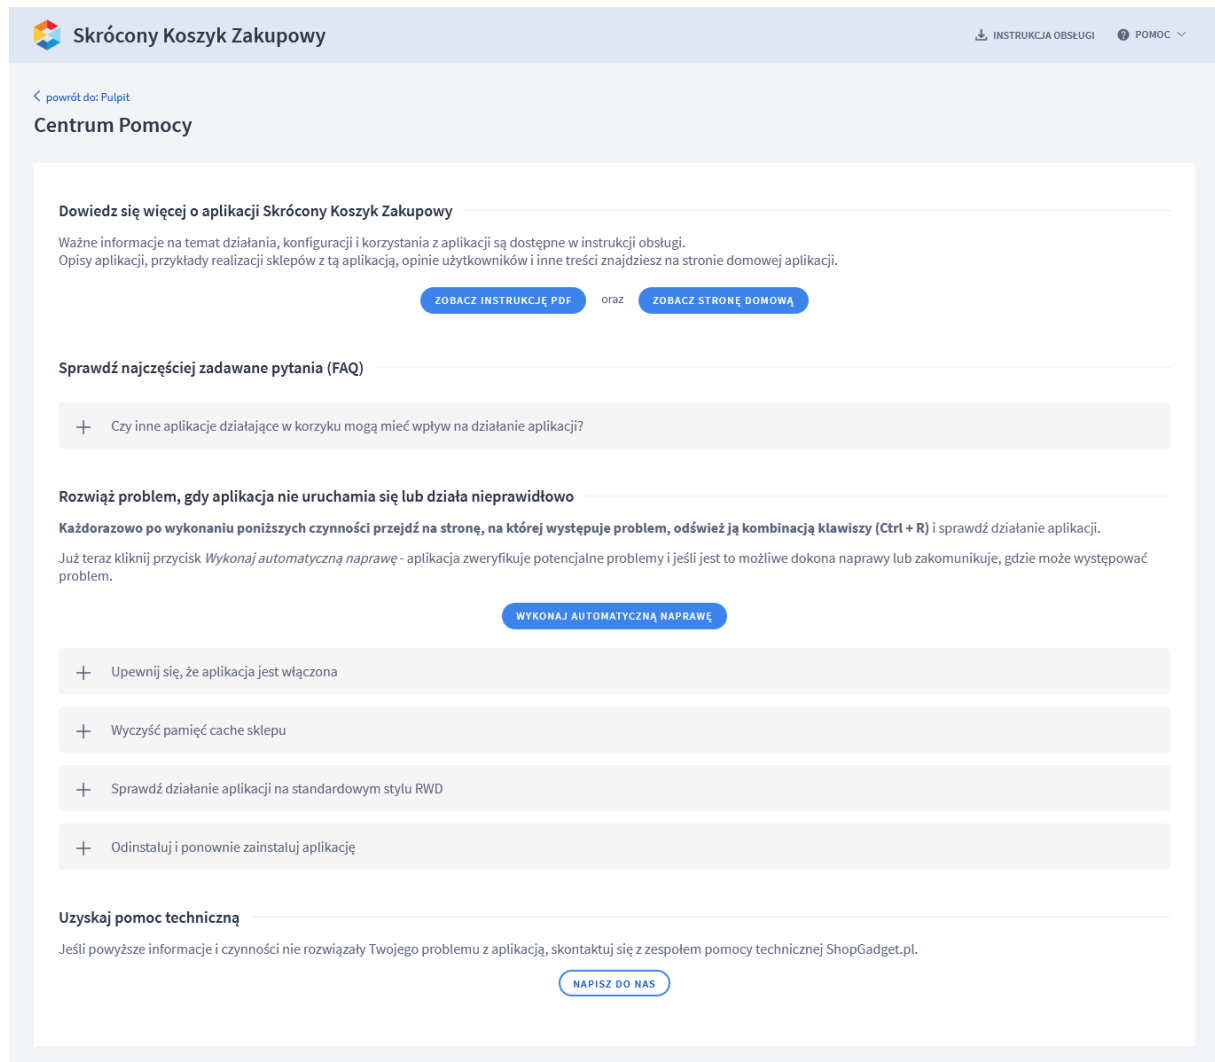 Skrócony Koszyk Zakupowy
INSTRUKCJA OBSŁUGI
POMOC
powrót do: Pulpit
Centrum Pomocy
Dowiedz się więcej o aplikacji Skrócony Koszyk Zakupowy
Ważne informacje na temat działania, konfiguracji i korzystania z aplikacji są dostępne w instrukcji obsługi.
Opisy aplikacji, przykłady realizacji sklepów z tą aplikacją, opinie użytkowników i inne treści znajdziesz na stronie domowej aplikacji.
ZOBACZ INSTRUKCJĘ PDF oraz ZOBACZ STRONĘ DOMOWĄ
Sprawdź najczęściej zadawane pytania (FAQ)
Czy inne aplikacje działające w korzyku mogą mieć wpływ na działanie aplikacji?
Rozwiąż problem, gdy aplikacja nie uruchamia się lub działa nieprawidłowo
Każdorazowo po wykonaniu poniższych czynności przejdź na stronę, na której występuje problem, odśwież ją kombinacją klawiszy (Ctrl + R) i sprawdź działanie aplikacji.
Już teraz kliknij przycisk Wykonaj automatyczną naprawę - aplikacja zweryfikuje potencjalne problemy i jeśli jest to możliwe dokona naprawy lub zakomunikuje, gdzie może występować
problem.
WYKONAJ AUTOMATYCZNĄ NAPRAWĘ
Upewnij się, że aplikacja jest włączona
Wyczyść pamięć cache sklepu
Sprawdź działanie aplikacji na standardowym stylu RWD
Odinstaluj i ponownie zainstaluj aplikację
Uzyskaj pomoc techniczną
Jeśli powyższe informacje i czynności nie rozwiązały Twojego problemu z aplikacją, skontaktuj się z zespołem pomocy technicznej ShopGadget.pl.
NAPISZ DO NAS